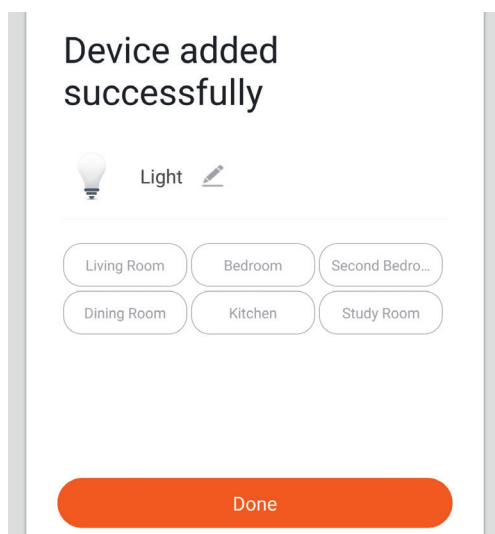 Device added
successfully
Light
Living Room Bedroom Second Bedro...
Dining Room Kitchen Study Room
Done